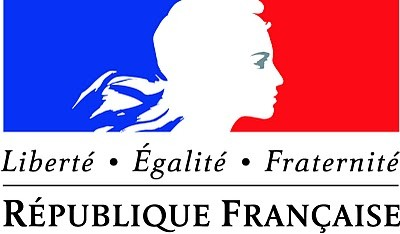 Liberté • Égalité • Fraternité
RÉPUBLIQUE FRANÇAISE